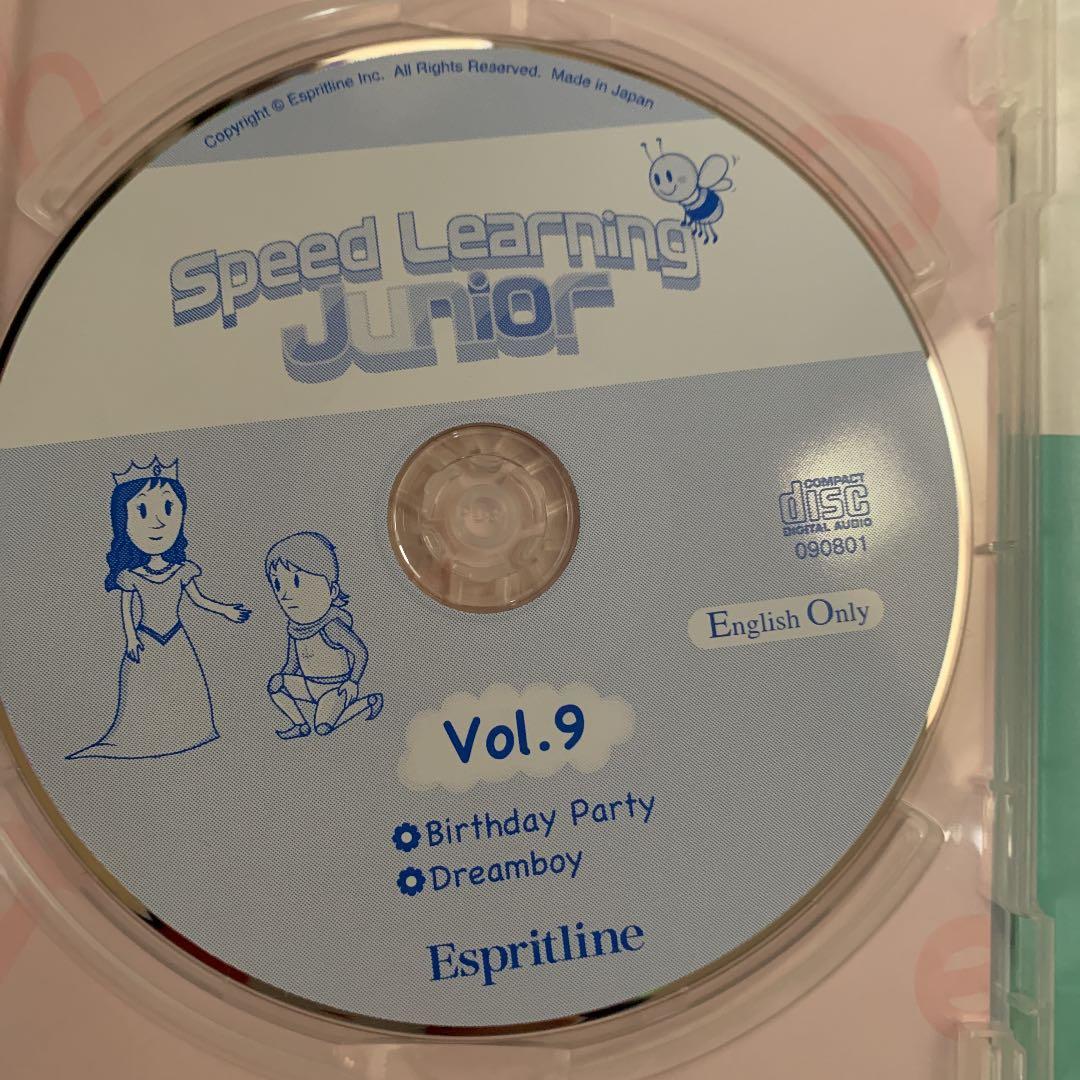 Copyright © Espritline Inc. All Rights Reserved. Made in Japan
Speed Learning
Junior
COMPACT
disc
DIGITAL AUDIO
090801
English Only
Vol.9
Birthday Party
Dreamboy
Espritline